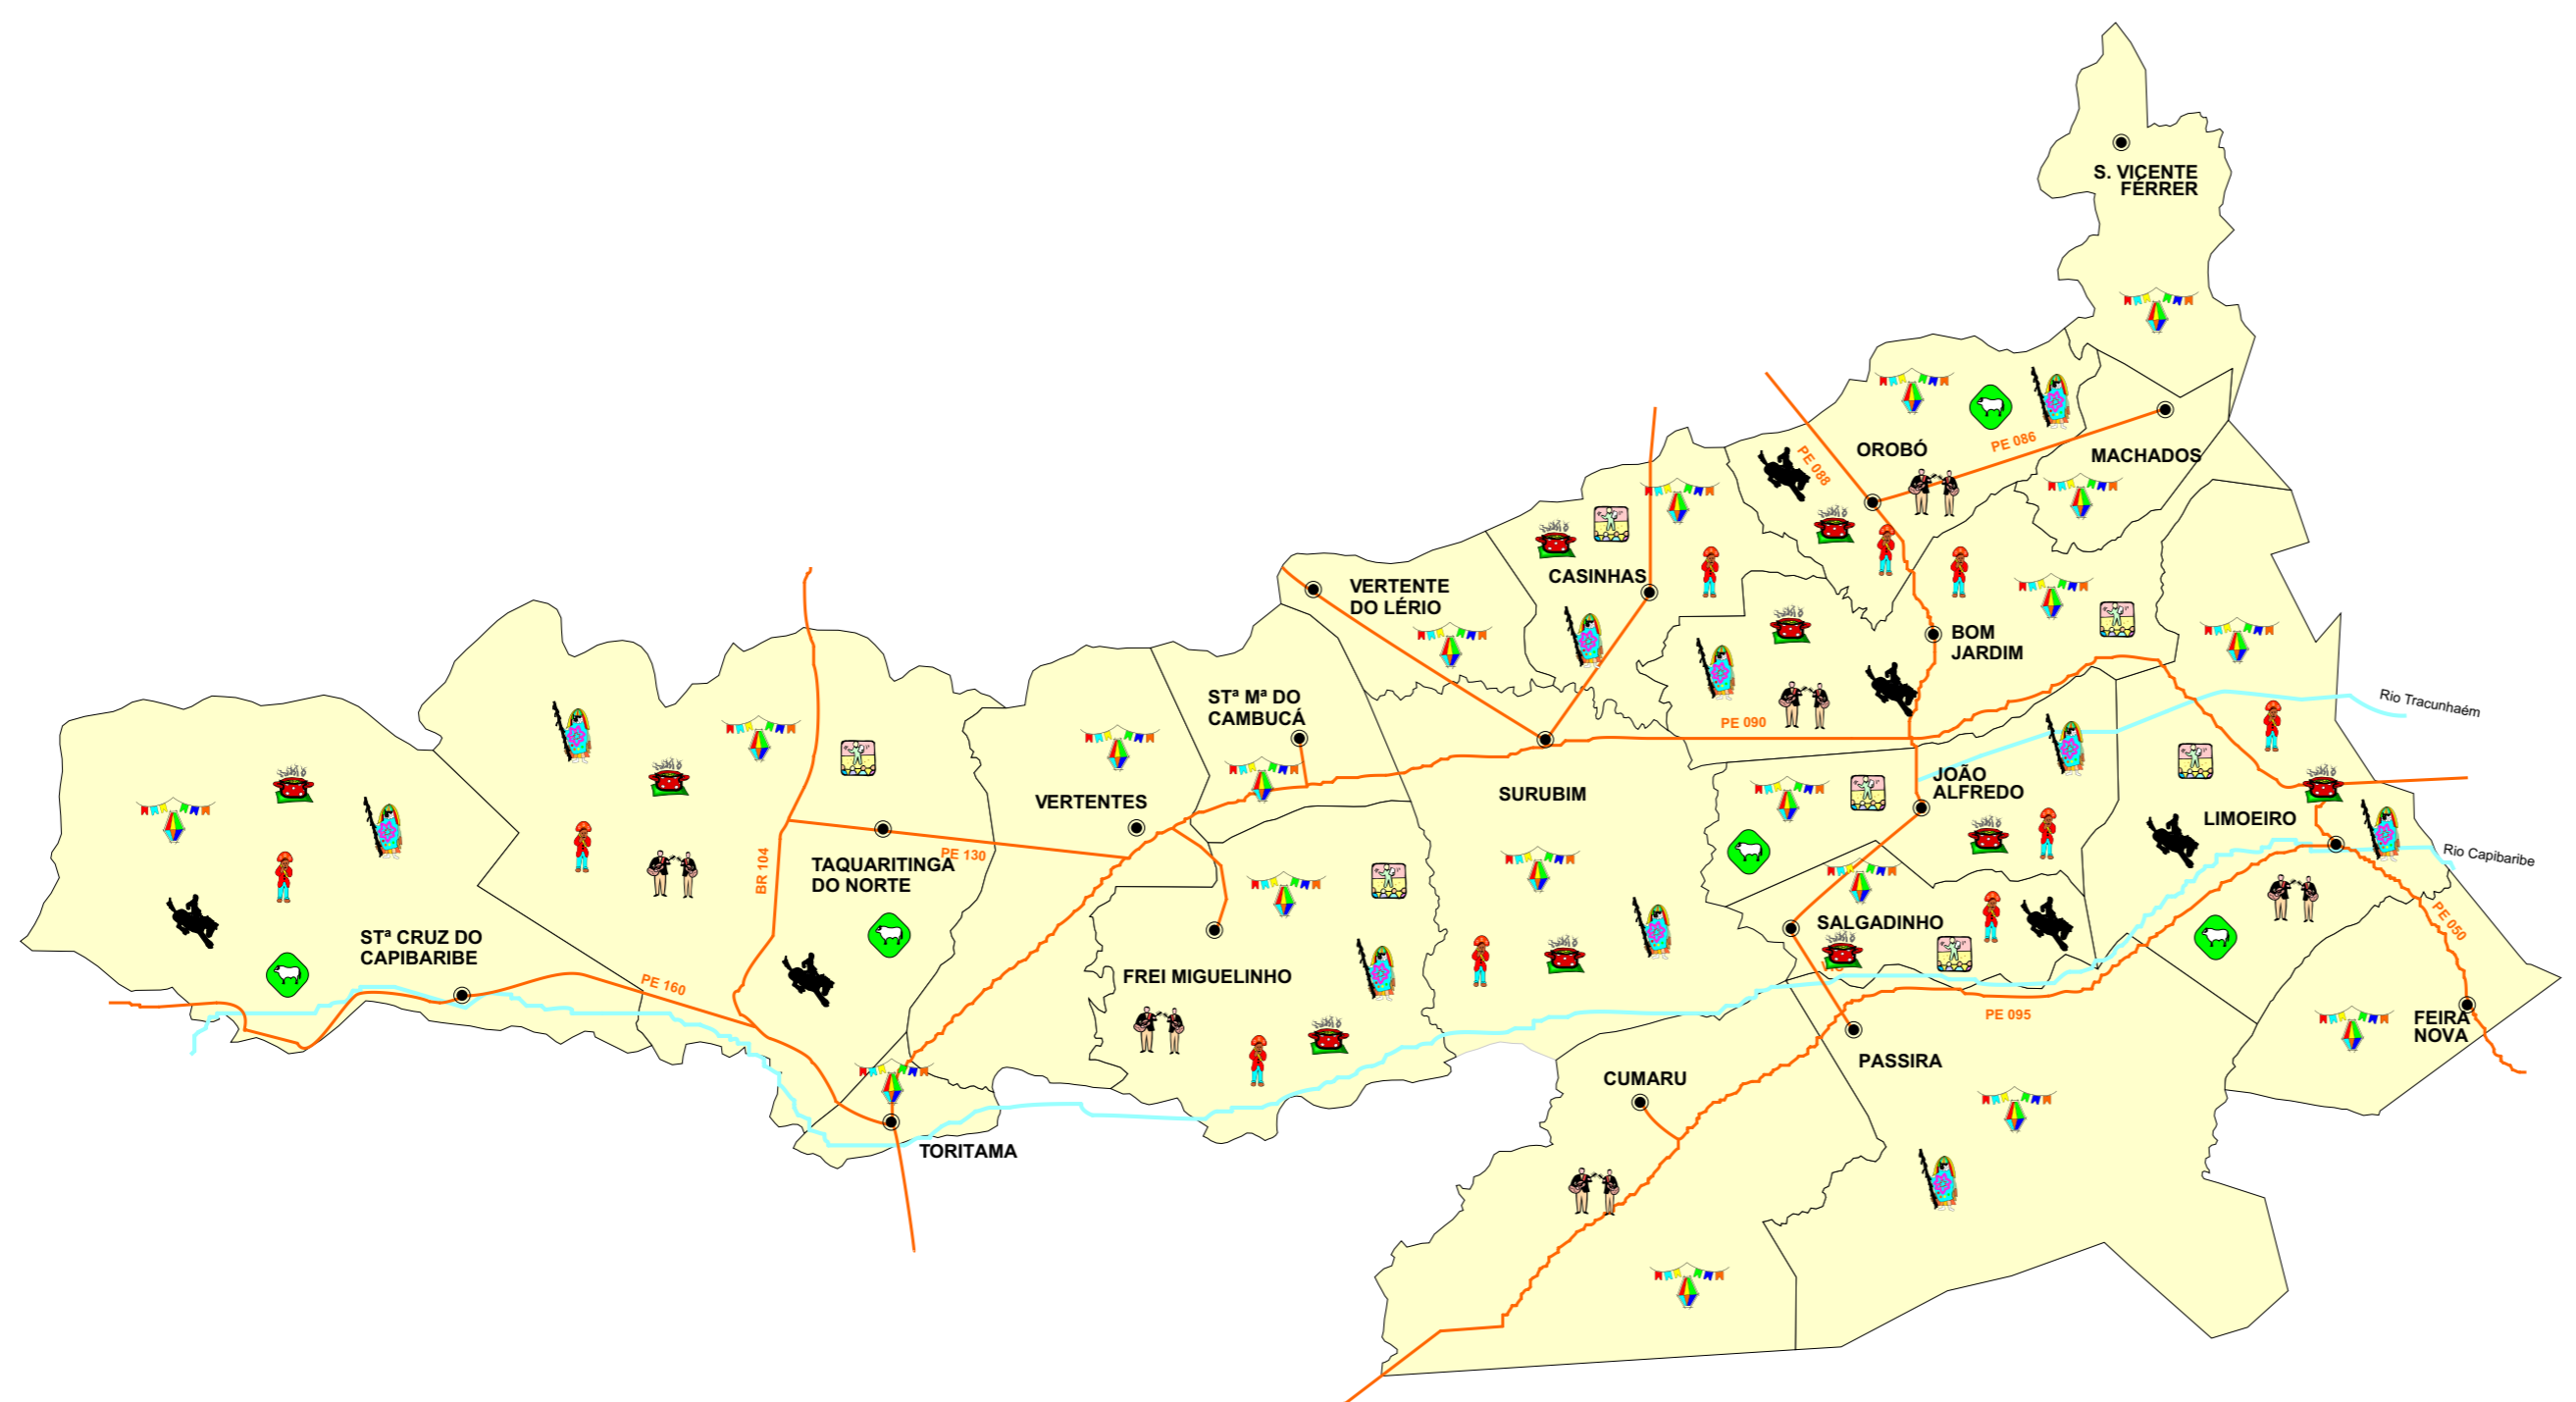 S. VICENTE
FÉRRER
OROBÓ
PE 086
PE 088
MACHADOS
CASINHAS
VERTENTE
DO LÉRIO
BOM
JARDIM
STª Mª DO
CAMBUCÁ
PE 090
Rio Tracunhaém
JOÃO
ALFREDO
SURUBIM
VERTENTES
LIMOEIRO
PE 130
BR 104
TAQUARITINGA
DO NORTE
Rio Capibaribe
SALGADINHO
PE 050
STª CRUZ DO
CAPIBARIBE
PE 160
FREI MIGUELINHO
PE 095
FEIRA
NOVA
PASSIRA
CUMARU
TORITAMA